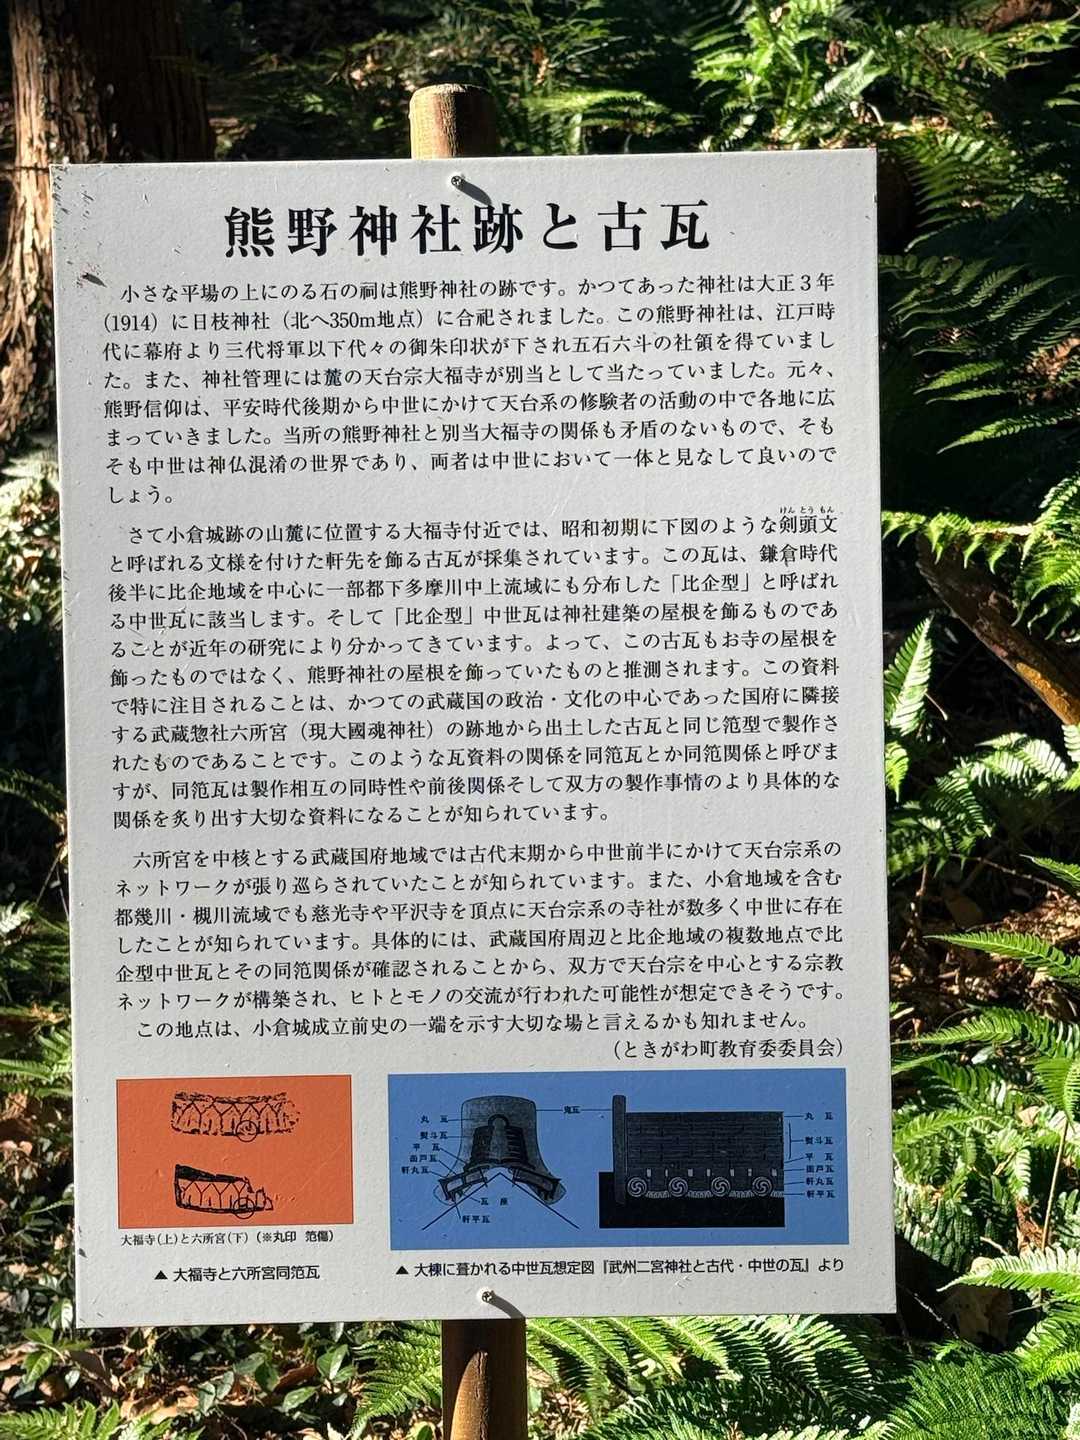 熊野神社跡と古瓦
小さな平場の上にのる石の祠は熊野神社の跡です。かつてあった神社は大正３年
(1914) に日枝神社（北へ350m地点）に合祀されました。この熊野神社は、江戸時
代に幕府より三代将軍以下代々の御朱印状が下され五石六斗の社領を得ていまし
た。また、神社管理には麓の天台宗大福寺が別当として当たっていました。元々、
熊野信仰は、平安時代後期から中世にかけて天台系の修験者の活動の中で各地に広
まっていきました。当所の熊野神社と別当大福寺の関係も矛盾のないもので、そも
そも中世は神仏混淆の世界であり、両者は中世において一体と見なして良いので
しょう。
さて小倉城跡の山麓に位置する大福寺付近では、昭和初期に下図のような剣頭文
けん とう もん
と呼ばれる文様を付けた軒先を飾る古瓦が採集されています。この瓦は、鎌倉時代
後半に比企地域を中心に一部都下多摩川中上流域にも分布した「比企型」と呼ばれ
る中世瓦に該当します。そして「比企型」中世瓦は神社建築の屋根を飾るものであ
ることが近年の研究により分かってきています。よって、この古瓦もお寺の屋根を
飾ったものではなく、熊野神社の屋根を飾っていたものと推測されます。この資料
で特に注目されることは、かつての武蔵国の政治・文化の中心であった国府に隣接
する武蔵惣社六所宮（現大國魂神社）の跡地から出土した古瓦と同じ笵型で製作さ
れたものであることです。このような瓦資料の関係を同笵瓦とか同笵関係と呼びま
すが、同笵瓦は製作相互の同時性や前後関係そして双方の製作事情のより具体的な
関係を炙り出す大切な資料になることが知られています。
六所宮を中核とする武蔵国府地域では古代末期から中世前半にかけて天台宗系の
ネットワークが張り巡らされていたことが知られています。また、小倉地域を含む
都幾川・槻川流域でも慈光寺や平沢寺を頂点に天台宗系の寺社が数多く中世に存在
したことが知られています。具体的には、武蔵国府周辺と比企地域の複数地点で比
企型中世瓦とその同笵関係が確認されることから、双方で天台宗を中心とする宗教
ネットワークが構築され、ヒトとモノの交流が行われた可能性が想定できそうです。
この地点は、小倉城成立前史の一端を示す大切な場と言えるかも知れません。
（ときがわ町教育委委員会）
丸瓦
熨斗瓦
平瓦
面戸瓦
軒丸瓦
鬼瓦
瓦座
軒平瓦
丸瓦
熨斗瓦
平瓦
面戸瓦
軒丸瓦
軒平瓦
大福寺(上)と六所宮(下)（※丸印 笵傷）
▲ 大福寺と六所宮同笵瓦
▲ 大棟に葺かれる中世瓦想定図『武州二宮神社と古代・中世の瓦』より